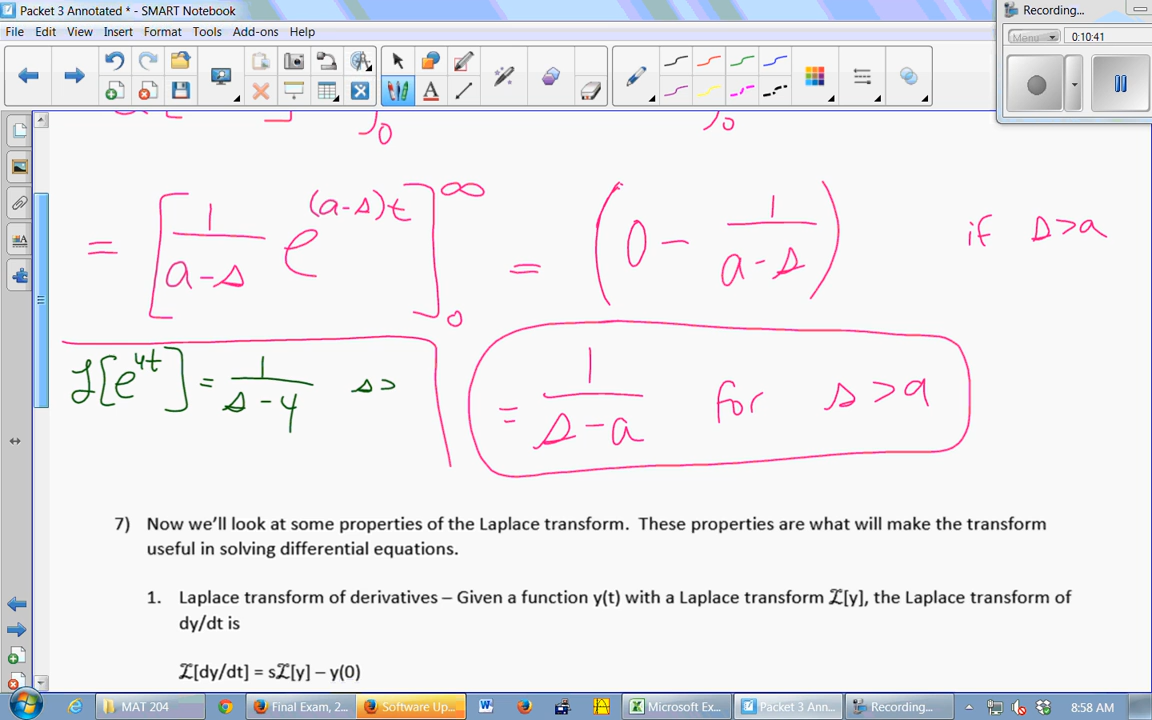 Packet 3 Annotated * - SMART Notebook
Recording...
File Edit View Insert Format Tools Add-ons Help
Menu 0:10:41
0 0
= [ 1/(a-s) e^(a-s)t ]_0^∞ = (0 - 1/(a-s)) if s>a
ℒ[e^4t] = 1/(s-4) s>
= 1/(s-a) for s>a
7) Now we'll look at some properties of the Laplace transform. These properties are what will make the transform
useful in solving differential equations.
1. Laplace transform of derivatives – Given a function y(t) with a Laplace transform ℒ[y], the Laplace transform of
dy/dt is
ℒ[dy/dt] = sℒ[y] – y(0)
MAT 204 Final Exam, 2... Software Up... Microsoft Ex... Packet 3 Ann... Recording... 8:58 AM